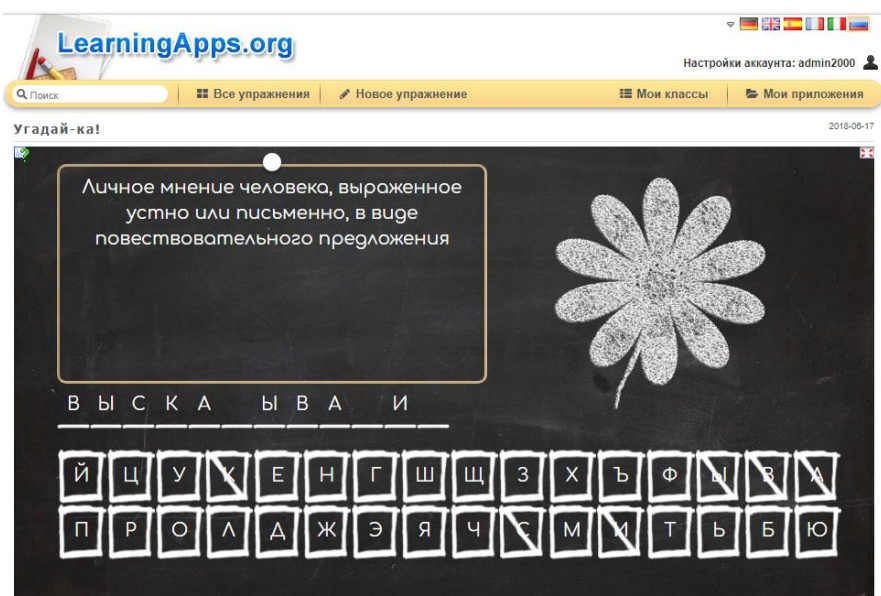 LearningApps.org
Настройки аккаунта: admin2000
Поиск Все упражнения Новое упражнение Мои классы Мои приложения
Угадай-ка! 2018-06-17
Личное мнение человека, выраженное
устно или письменно, в виде
повествовательного предложения
В Ы С К А Ы В А И
Й Ц У К Е Н Г Ш Щ З Х Ъ Ф Ы В А
П Р О Л Д Ж Э Я Ч С М И Т Ь Б Ю